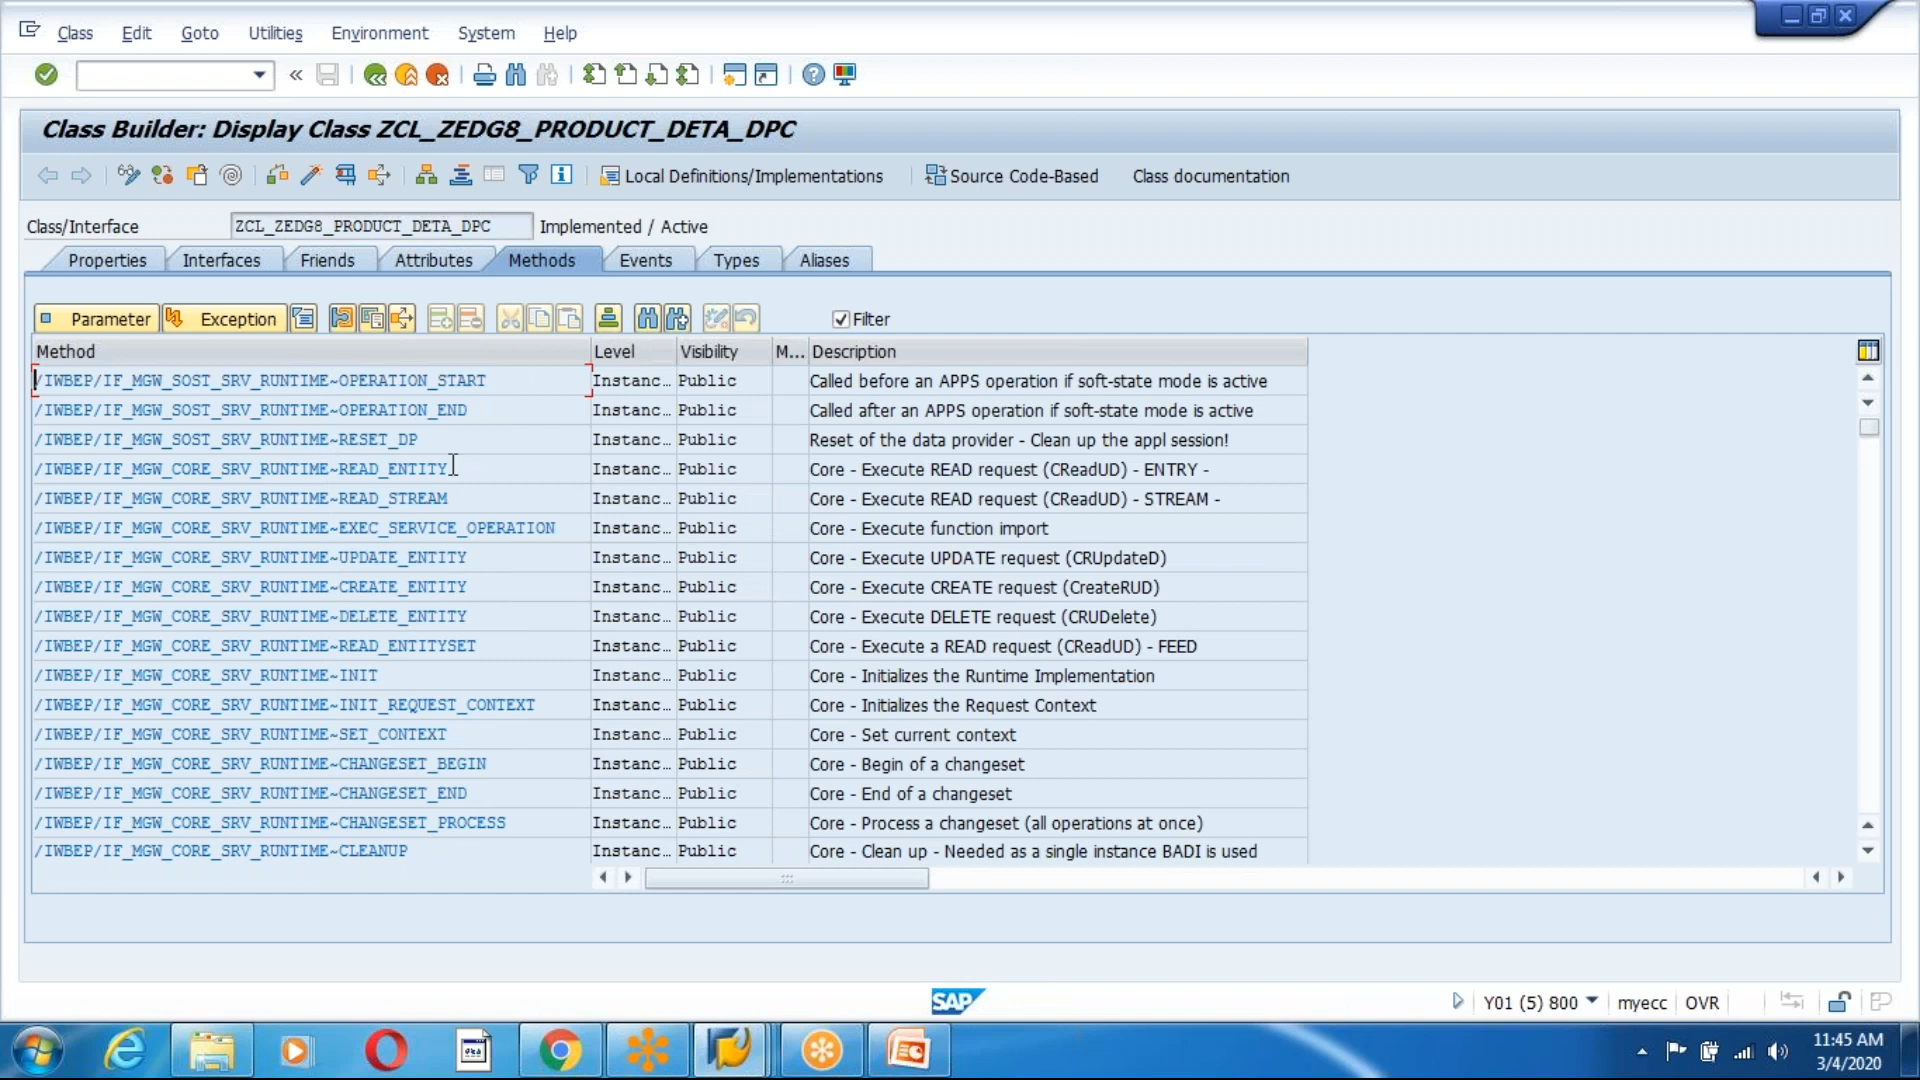 Class Edit Goto Utilities Environment System Help
Class Builder: Display Class ZCL_ZEDG8_PRODUCT_DETA_DPC
Local Definitions/Implementations Source Code-Based Class documentation
Class/Interface ZCL_ZEDG8_PRODUCT_DETA_DPC Implemented / Active
Properties Interfaces Friends Attributes Methods Events Types Aliases
Parameter Exception Filter
Method Level Visibility M... Description
/IWBEP/IF_MGW_SOST_SRV_RUNTIME~OPERATION_START Instanc... Public Called before an APPS operation if soft-state mode is active
/IWBEP/IF_MGW_SOST_SRV_RUNTIME~OPERATION_END Instanc... Public Called after an APPS operation if soft-state mode is active
/IWBEP/IF_MGW_SOST_SRV_RUNTIME~RESET_DP Instanc... Public Reset of the data provider - Clean up the appl session!
/IWBEP/IF_MGW_CORE_SRV_RUNTIME~READ_ENTITY Instanc... Public Core - Execute READ request (CReadUD) - ENTRY -
/IWBEP/IF_MGW_CORE_SRV_RUNTIME~READ_STREAM Instanc... Public Core - Execute READ request (CReadUD) - STREAM -
/IWBEP/IF_MGW_CORE_SRV_RUNTIME~EXEC_SERVICE_OPERATION Instanc... Public Core - Execute function import
/IWBEP/IF_MGW_CORE_SRV_RUNTIME~UPDATE_ENTITY Instanc... Public Core - Execute UPDATE request (CRUpdateD)
/IWBEP/IF_MGW_CORE_SRV_RUNTIME~CREATE_ENTITY Instanc... Public Core - Execute CREATE request (CreateRUD)
/IWBEP/IF_MGW_CORE_SRV_RUNTIME~DELETE_ENTITY Instanc... Public Core - Execute DELETE request (CRUDelete)
/IWBEP/IF_MGW_CORE_SRV_RUNTIME~READ_ENTITYSET Instanc... Public Core - Execute a READ request (CReadUD) - FEED
/IWBEP/IF_MGW_CORE_SRV_RUNTIME~INIT Instanc... Public Core - Initializes the Runtime Implementation
/IWBEP/IF_MGW_CORE_SRV_RUNTIME~INIT_REQUEST_CONTEXT Instanc... Public Core - Initializes the Request Context
/IWBEP/IF_MGW_CORE_SRV_RUNTIME~SET_CONTEXT Instanc... Public Core - Set current context
/IWBEP/IF_MGW_CORE_SRV_RUNTIME~CHANGESET_BEGIN Instanc... Public Core - Begin of a changeset
/IWBEP/IF_MGW_CORE_SRV_RUNTIME~CHANGESET_END Instanc... Public Core - End of a changeset
/IWBEP/IF_MGW_CORE_SRV_RUNTIME~CHANGESET_PROCESS Instanc... Public Core - Process a changeset (all operations at once)
/IWBEP/IF_MGW_CORE_SRV_RUNTIME~CLEANUP Instanc... Public Core - Clean up - Needed as a single instance BADI is used
SAP Y01 (5) 800 myecc OVR
11:45 AM
3/4/2020